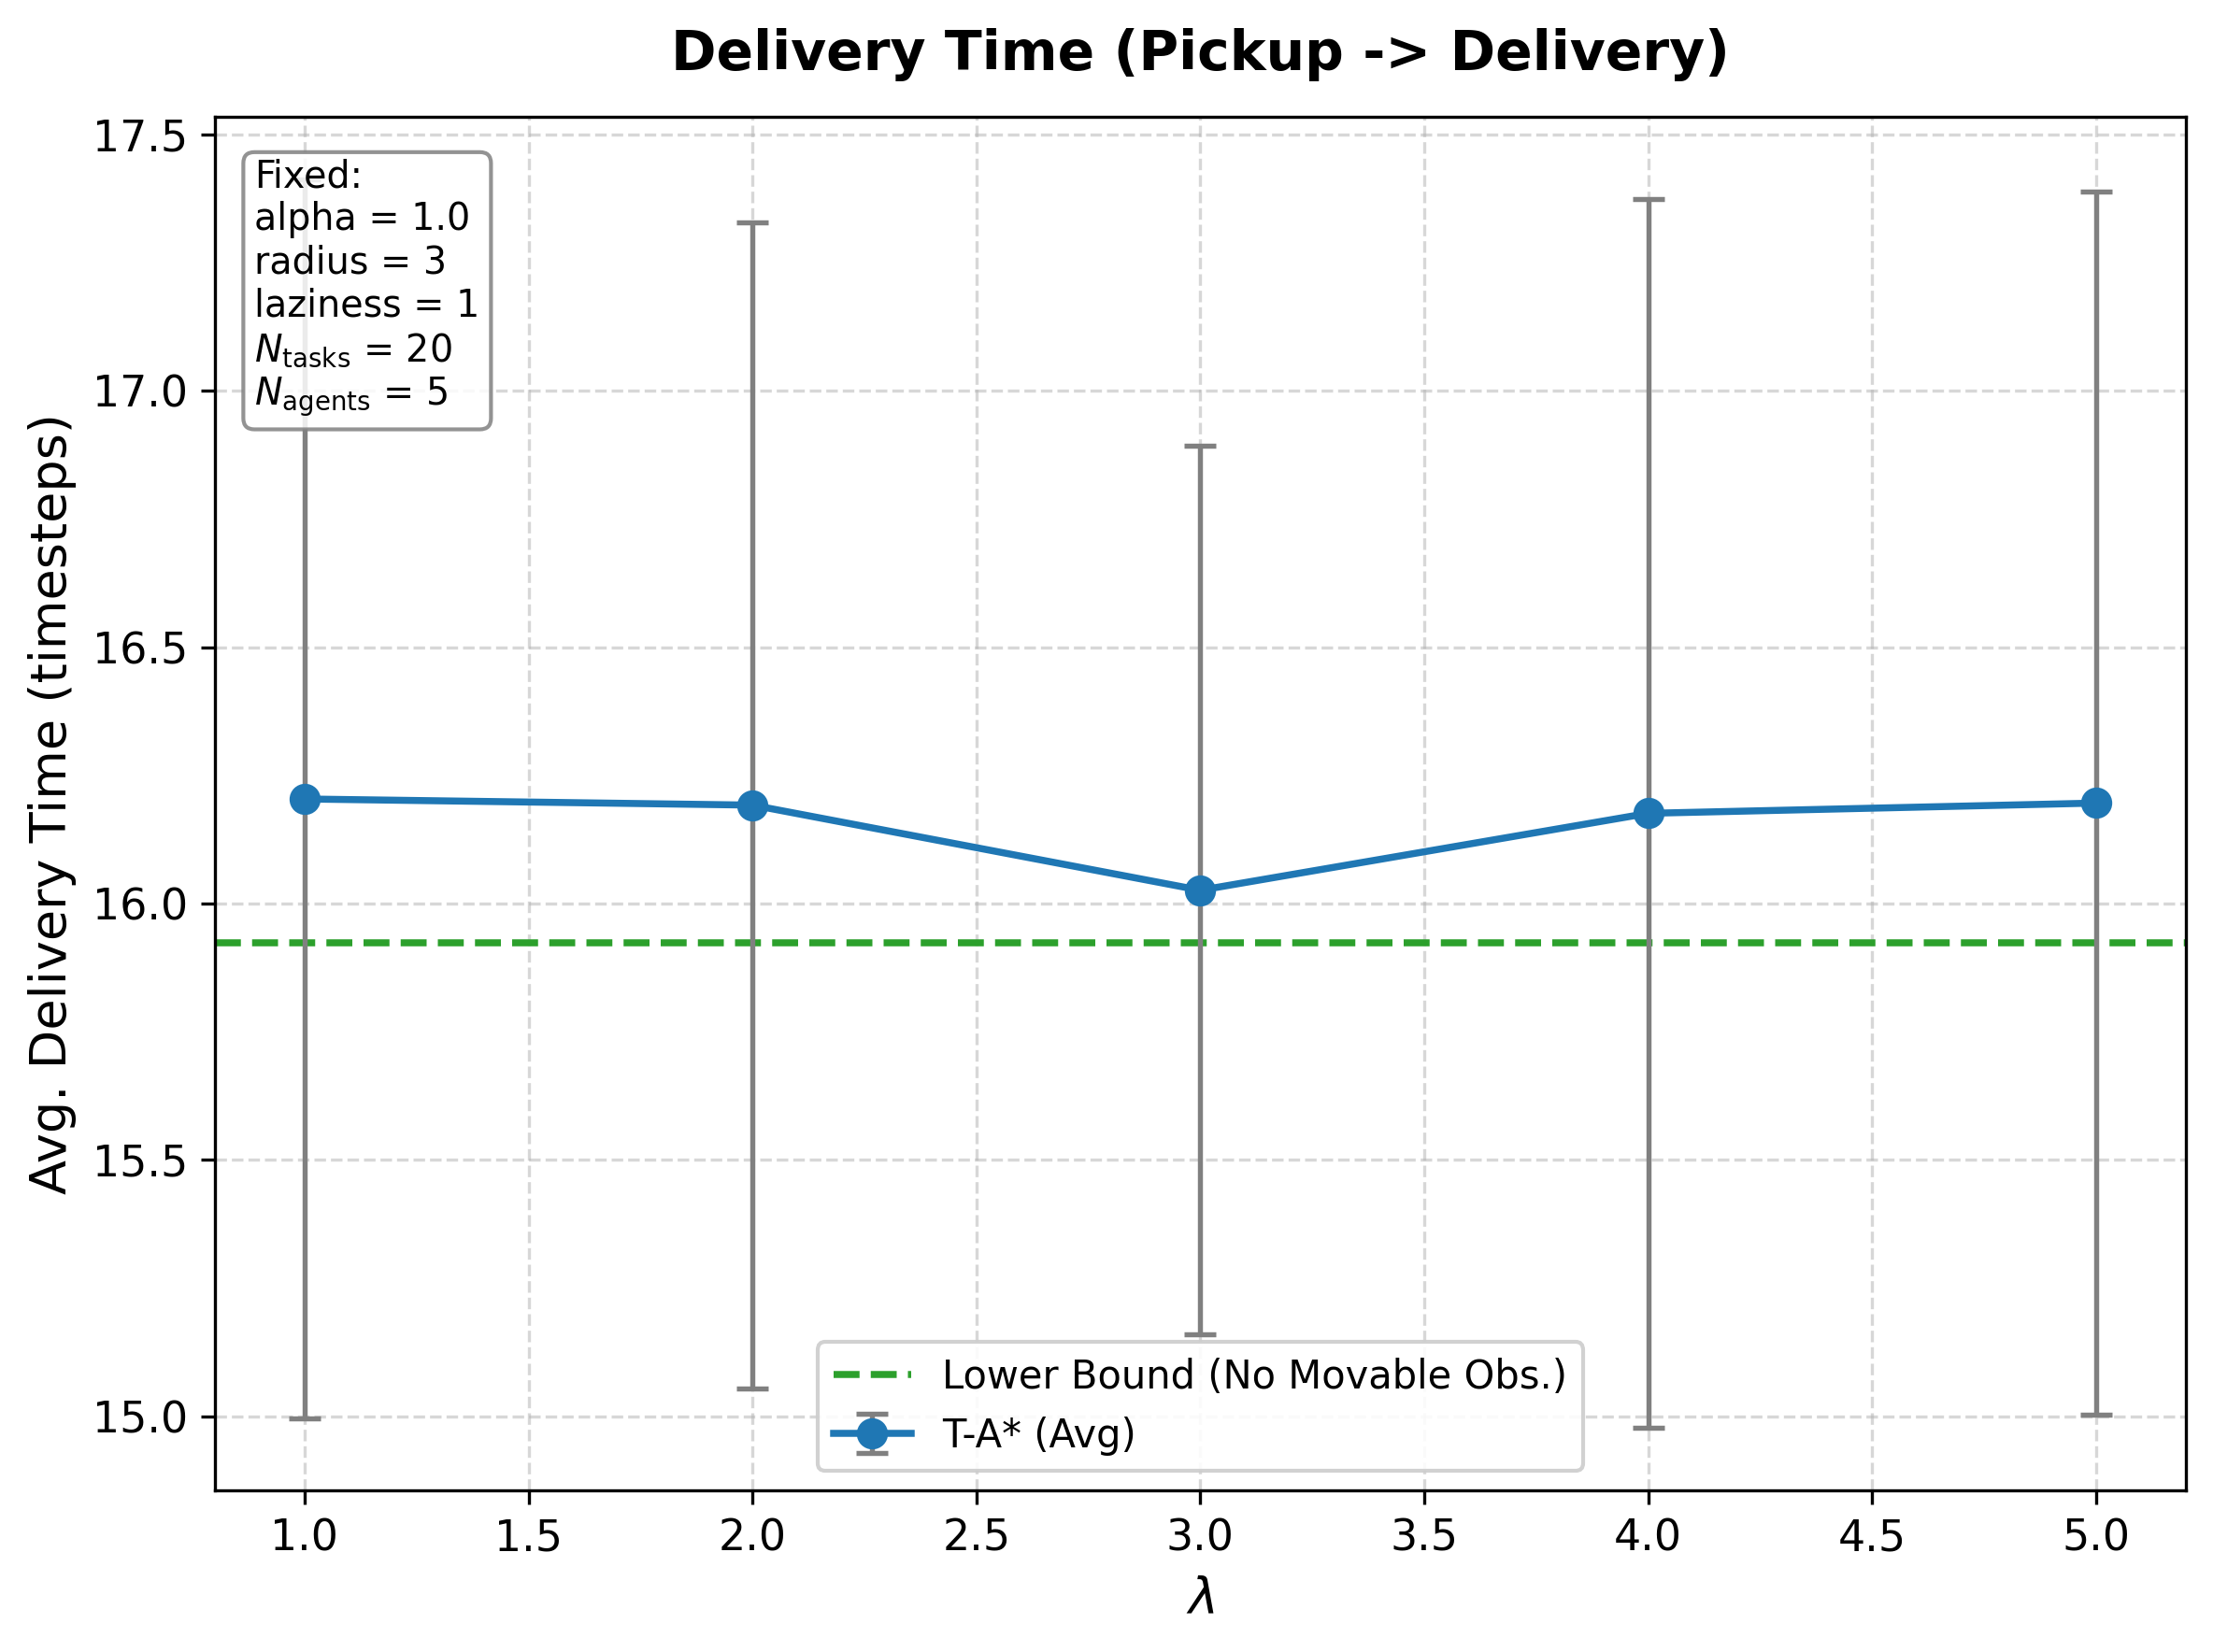 Delivery Time (Pickup -> Delivery)
Avg. Delivery Time (timesteps)
17.5
17.0
16.5
16.0
15.5
15.0
Fixed:
alpha = 1.0
radius = 3
laziness = 1
N_tasks = 20
N_agents = 5
Lower Bound (No Movable Obs.)
T-A* (Avg)
1.0 1.5 2.0 2.5 3.0 3.5 4.0 4.5 5.0
λ